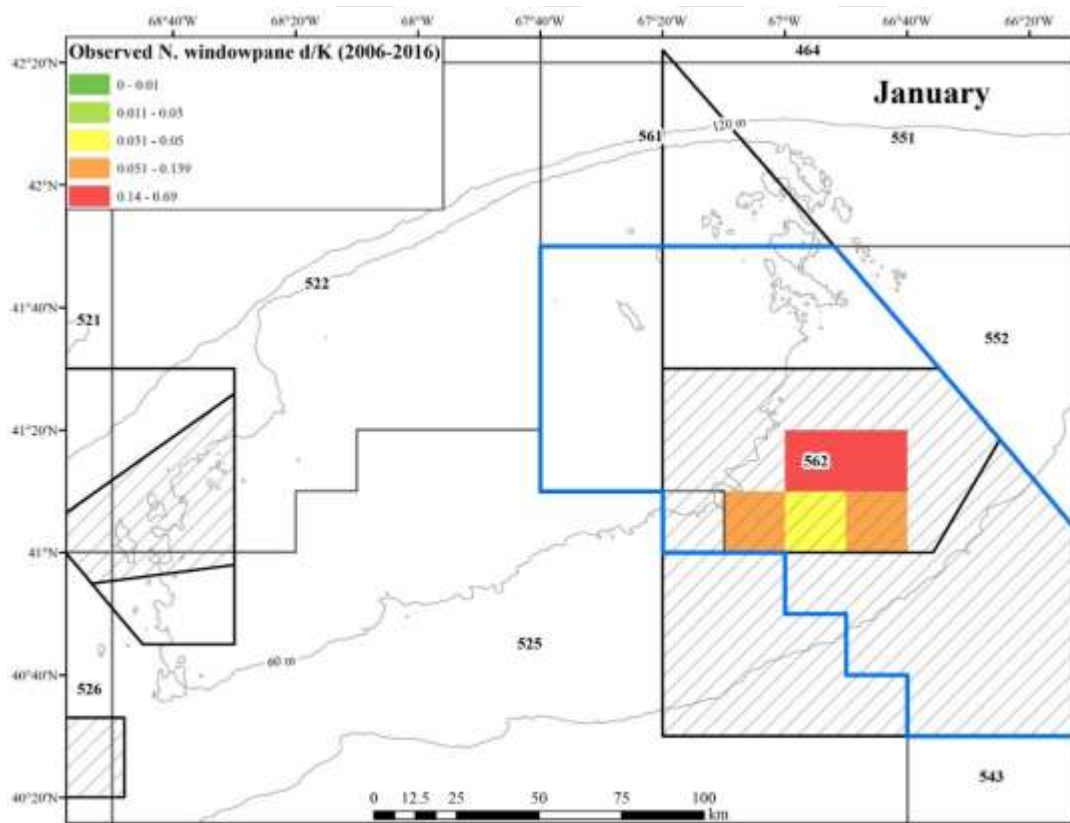 68°40'W 68°20'W 67°40'W 67°20'W 67°0'W 66°40'W 66°20'W
Observed N. windowpane d/K (2006-2016)
0 - 0.01
0.011 - 0.03
0.031 - 0.05
0.051 - 0.139
0.14 - 0.69
January
464
42°20'N
120 m
561
551
42°N
522
41°40'N
521
552
41°20'N
562
41°N
60 m
525
40°40'N
526
543
40°20'N
0 12.5 25 50 75 100
km